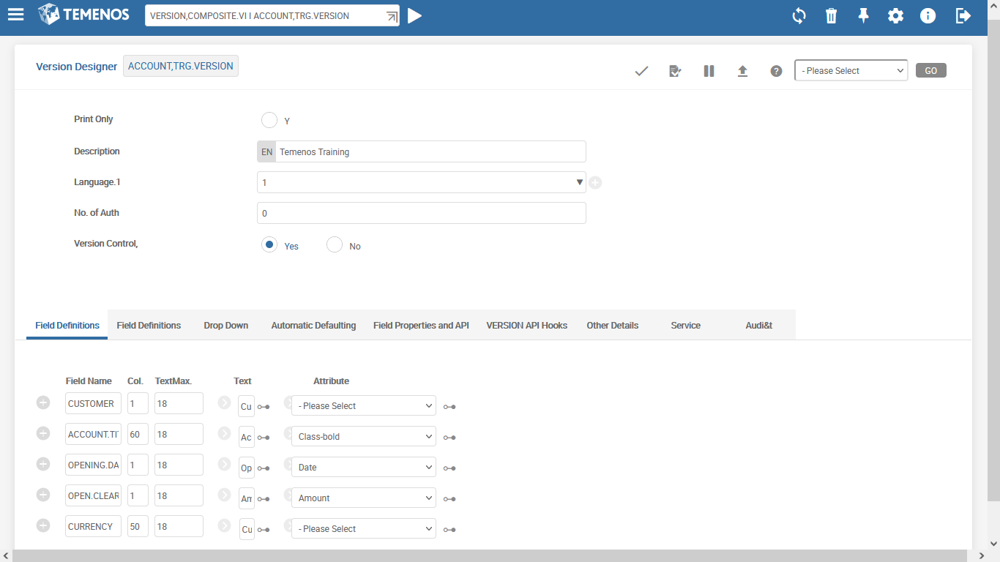 TEMENOS VERSION,COMPOSITE.VI I ACCOUNT,TRG.VERSION
Version Designer ACCOUNT,TRG.VERSION - Please Select GO
Print Only Y
Description EN Temenos Training
Language.1 1
No. of Auth 0
Version Control, Yes No
Field Definitions Field Definitions Drop Down Automatic Defaulting Field Properties and API VERSION API Hooks Other Details Service Audi&t
Field Name Col. TextMax. Text Attribute
CUSTOMER 1 18 Cu - Please Select
ACCOUNT.TI 60 18 Ac Class-bold
OPENING.DA 1 18 Op Date
OPEN.CLEAR 1 18 Am Amount
CURRENCY 50 18 Cu - Please Select